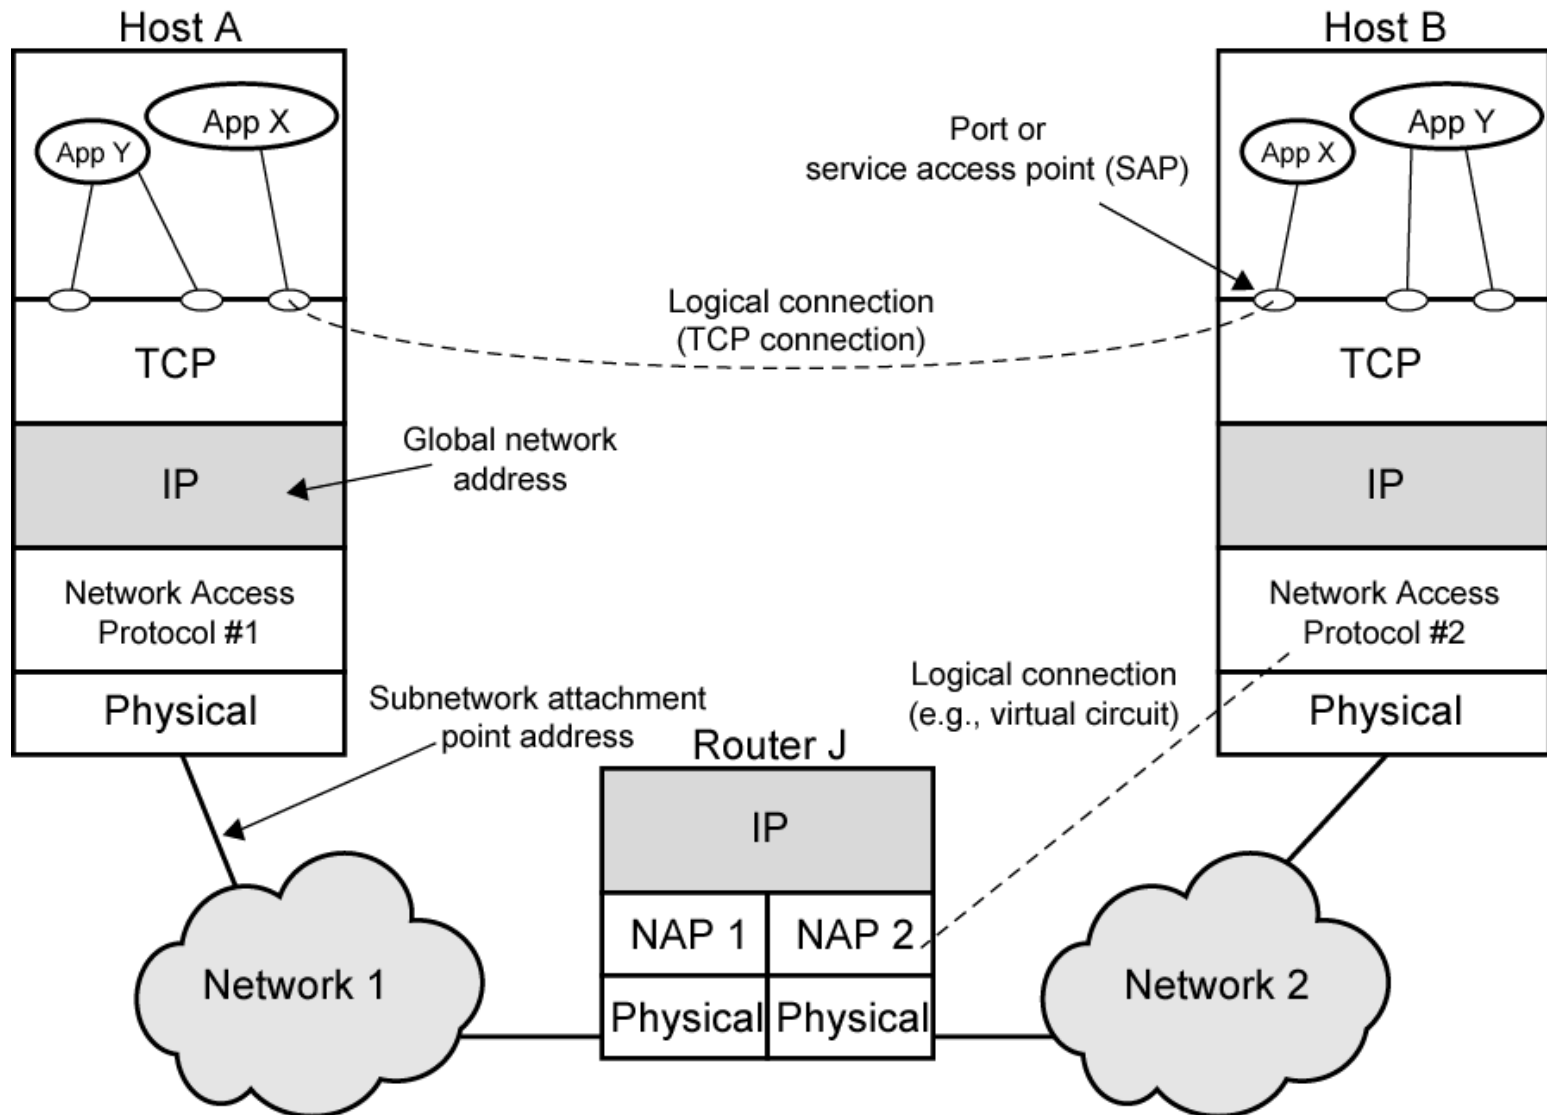 Host A
Host B
App X
App Y
Port or
service access point (SAP)
App Y
App X
Logical connection
(TCP connection)
TCP
TCP
Global network
address
IP
IP
Network Access
Protocol #1
Network Access
Protocol #2
Logical connection
(e.g., virtual circuit)
Subnetwork attachment
point address
Physical
Physical
Router J
IP
NAP 1
NAP 2
Network 1
Network 2
Physical
Physical